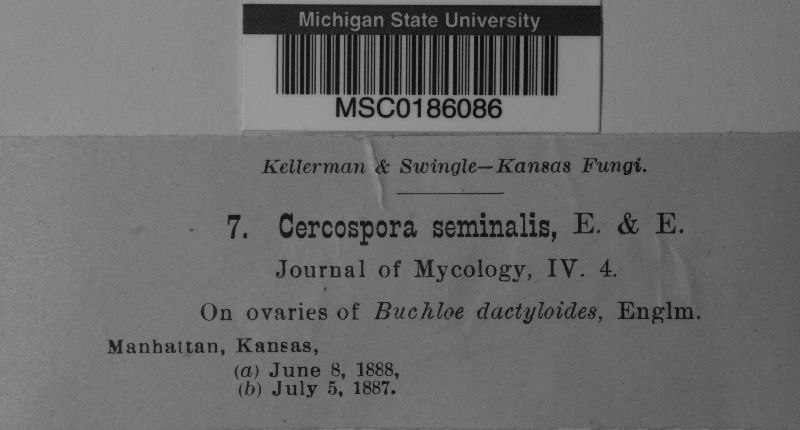 Michigan State University
MSC0186086
Kellerman & Swingle—Kansas Fungi.
7. Cercospora seminalis, E. & E.
Journal of Mycology, IV. 4.
On ovaries of Buchloe dactyloides, Englm.
Manhattan, Kansas,
(a) June 8, 1888,
(b) July 5, 1887.